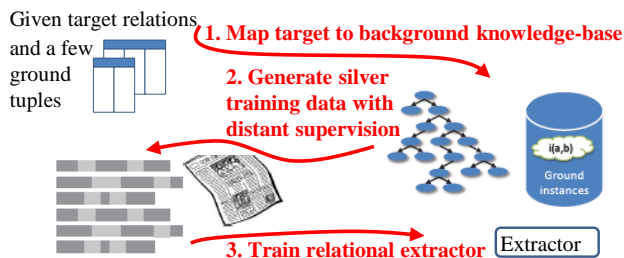 Given target relations
and a few
ground
tuples
1. Map target to background knowledge-base
2. Generate silver
training data with
distant supervision
i(a,b)
Ground
instances
3. Train relational extractor
Extractor